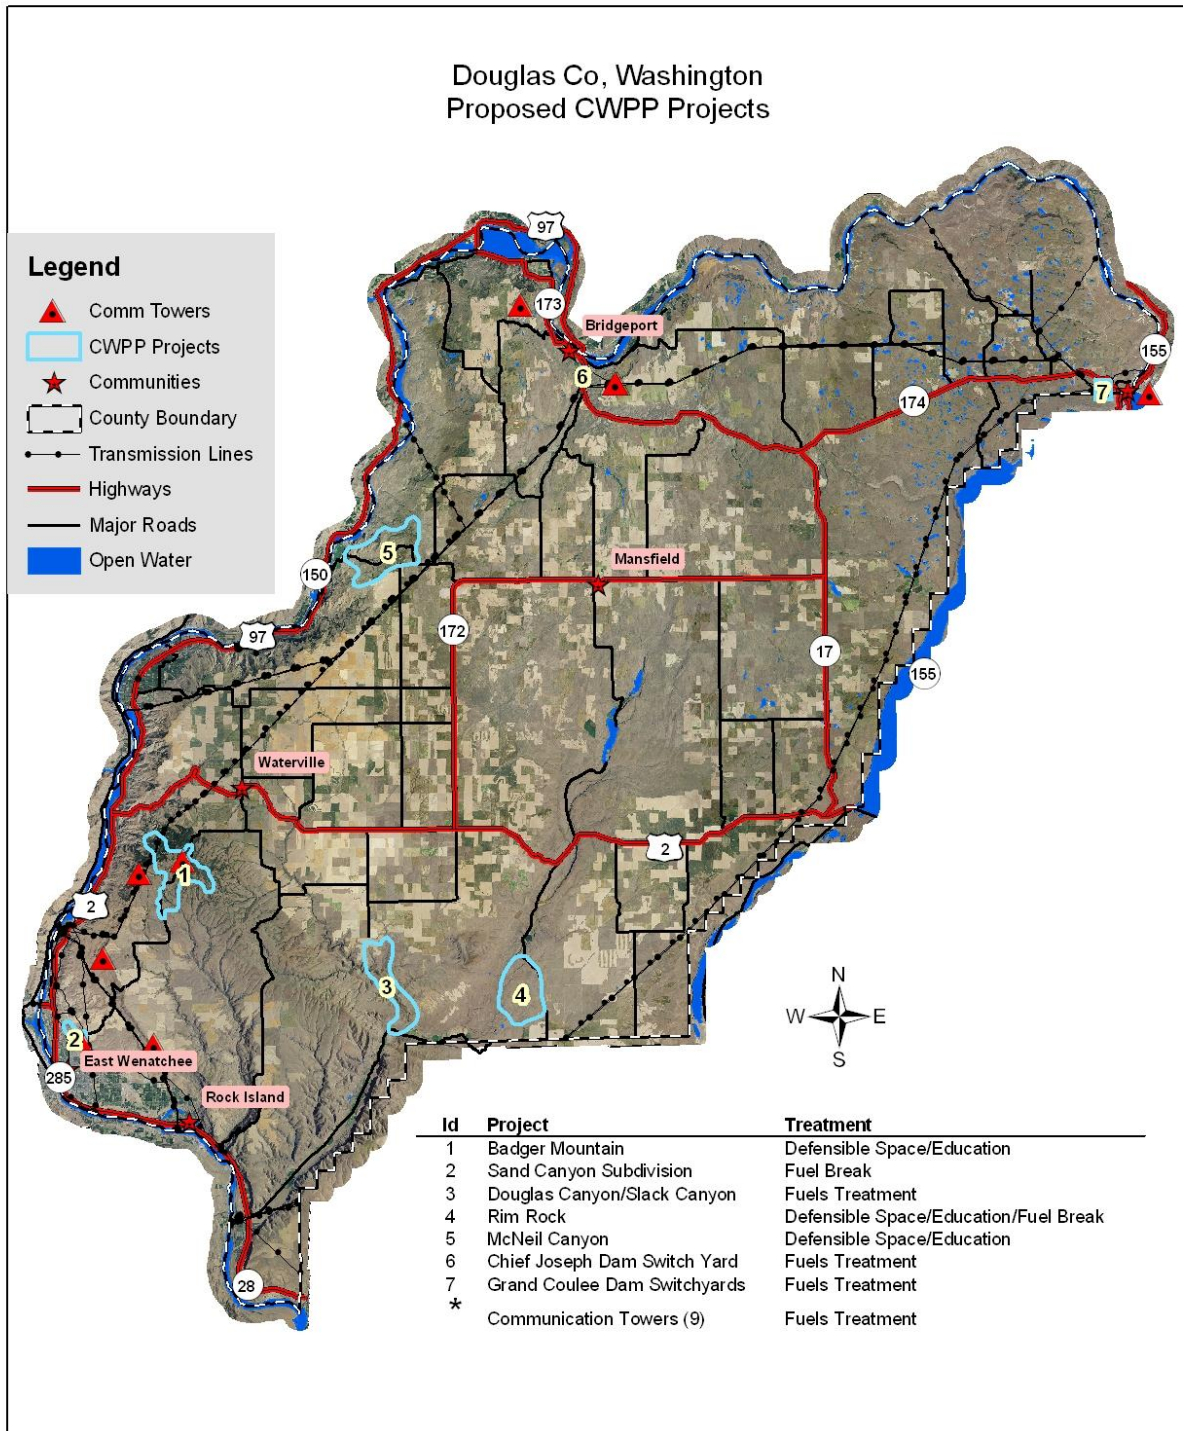 Douglas Co, Washington
Proposed CWPP Projects
Legend
Comm Towers
CWPP Projects
Communities
County Boundary
Transmission Lines
Highways
Major Roads
Open Water
97
173
Bridgeport
6
155
7
174
5
Mansfield
150
97
172
17
155
Waterville
2
1
2
3
4
N
W E
S
2
East Wenatchee
285
Rock Island
28
Id Project Treatment
1 Badger Mountain Defensible Space/Education
2 Sand Canyon Subdivision Fuel Break
3 Douglas Canyon/Slack Canyon Fuels Treatment
4 Rim Rock Defensible Space/Education/Fuel Break
5 McNeil Canyon Defensible Space/Education
6 Chief Joseph Dam Switch Yard Fuels Treatment
7 Grand Coulee Dam Switchyards Fuels Treatment
* Communication Towers (9) Fuels Treatment